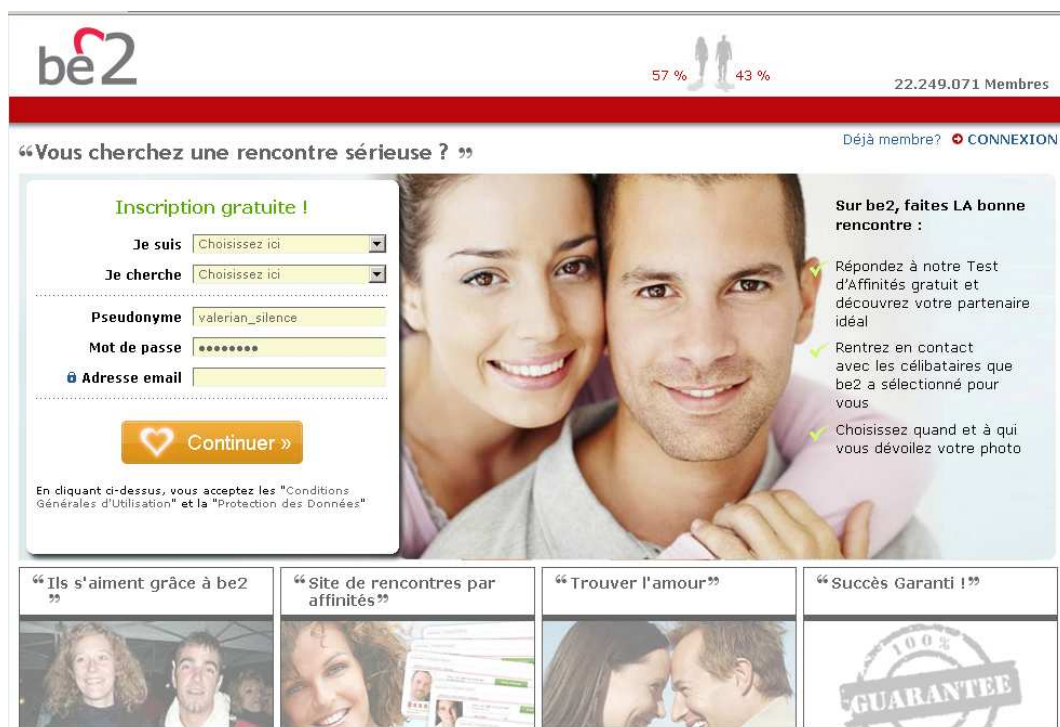 be2
57 % 43 %
22.249.071 Membres
Déjà membre? CONNEXION
“Vous cherchez une rencontre sérieuse ? ”
Inscription gratuite !
Je suis Choisissez ici
Je cherche Choisissez ici
Pseudonyme valerian_silence
Mot de passe ●●●●●●●●
Adresse email
Continuer »
En cliquant ci-dessus, vous acceptez les "Conditions
Générales d'Utilisation" et la "Protection des Données"
Sur be2, faites LA bonne
rencontre :
Répondez à notre Test
d'Affinités gratuit et
découvrez votre partenaire
idéal
Rentrez en contact
avec les célibataires que
be2 a sélectionné pour
vous
Choisissez quand et à qui
vous dévoilez votre photo
“Ils s'aiment grâce à be2
”
“Site de rencontres par
affinités”
“Trouver l'amour”
“Succès Garanti !”
100%
GUARANTEE